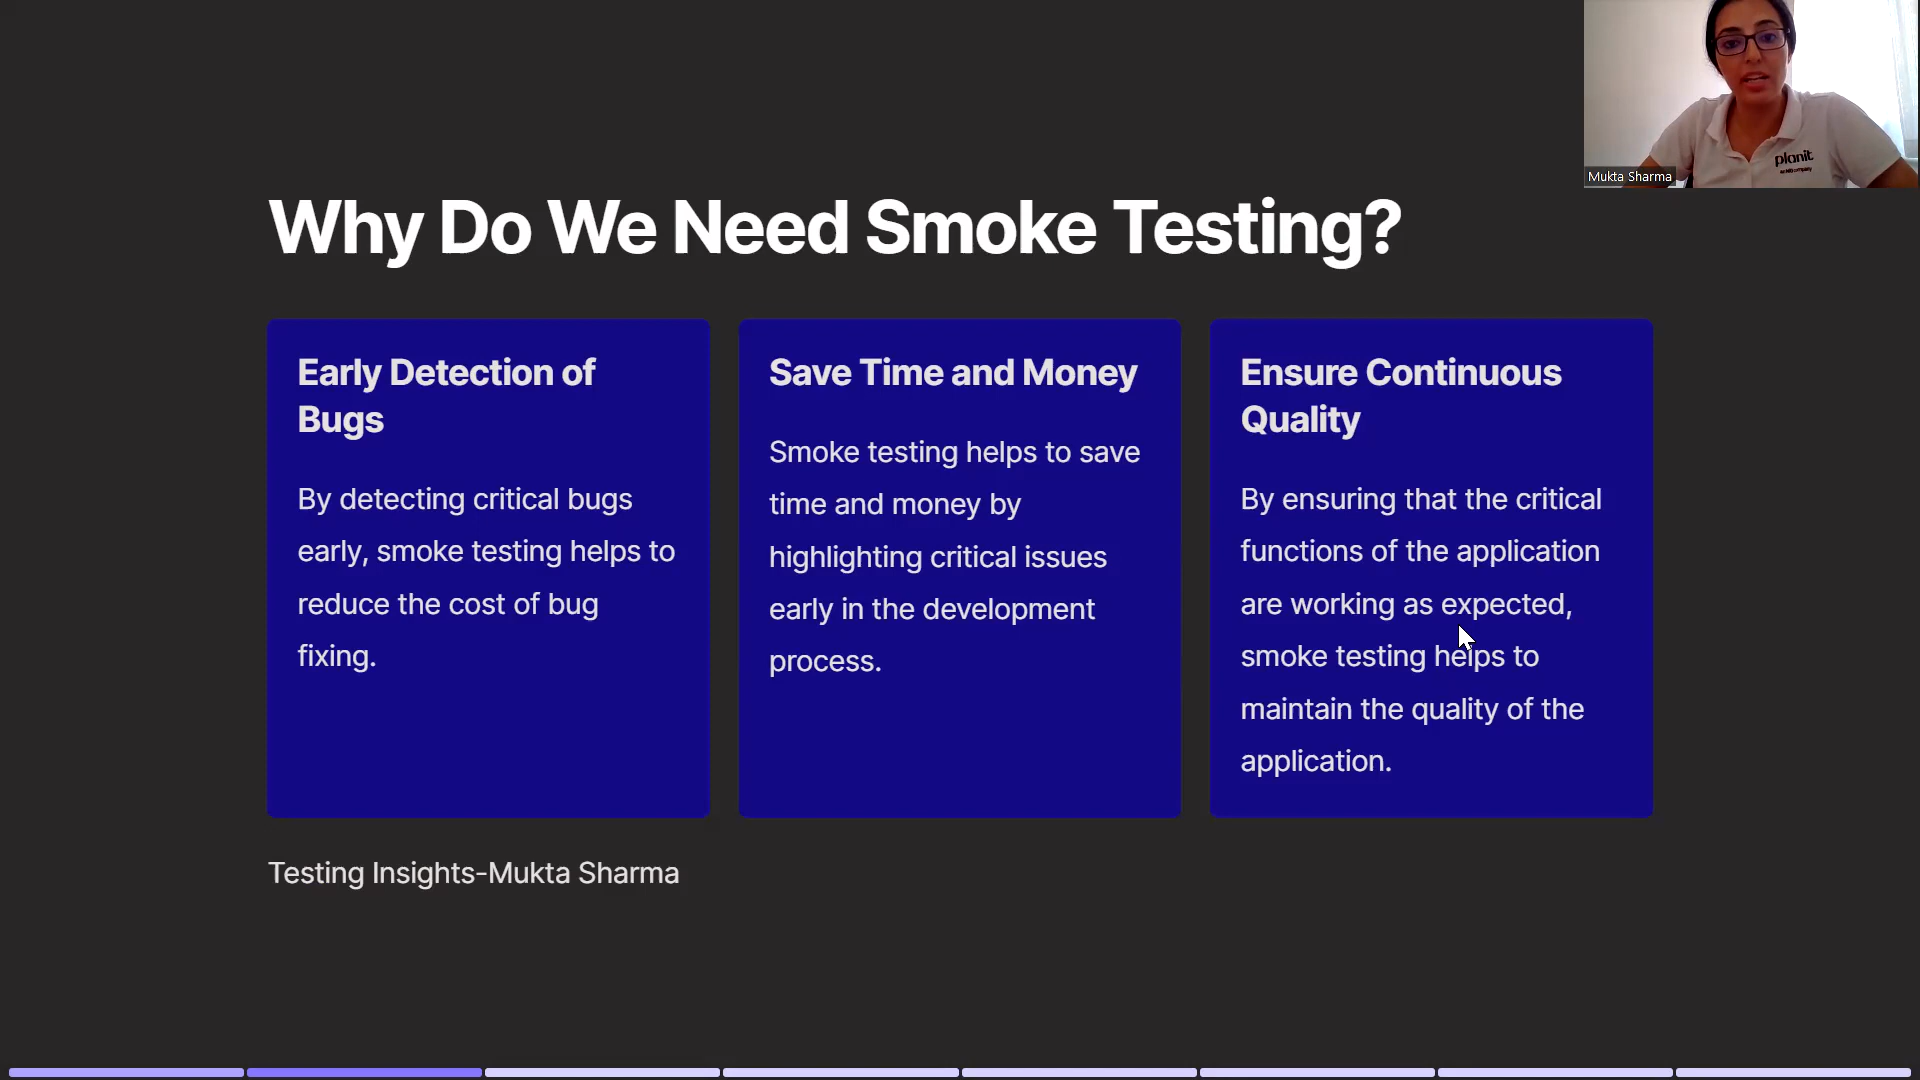 planit
Mukta Sharma
Why Do We Need Smoke Testing?
Early Detection of
Bugs
By detecting critical bugs
early, smoke testing helps to
reduce the cost of bug
fixing.
Save Time and Money
Smoke testing helps to save
time and money by
highlighting critical issues
early in the development
process.
Ensure Continuous
Quality
By ensuring that the critical
functions of the application
are working as expected,
smoke testing helps to
maintain the quality of the
application.
Testing Insights-Mukta Sharma